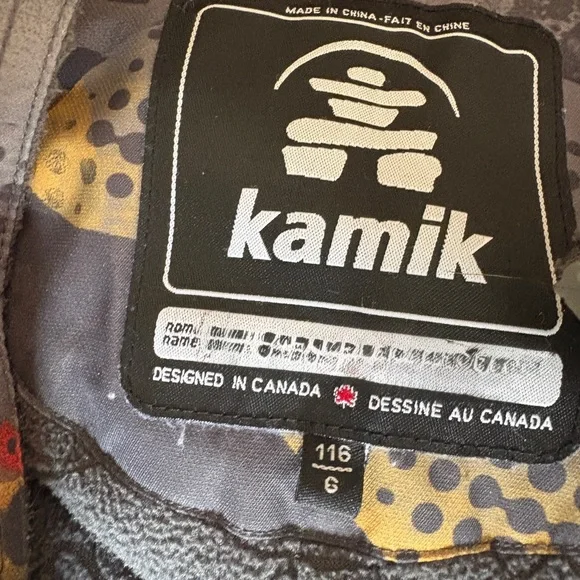 MADE IN CHINA - FAIT EN CHINE
kamik
nom:
name:
DESIGNED IN CANADA DESSINE AU CANADA
116
6